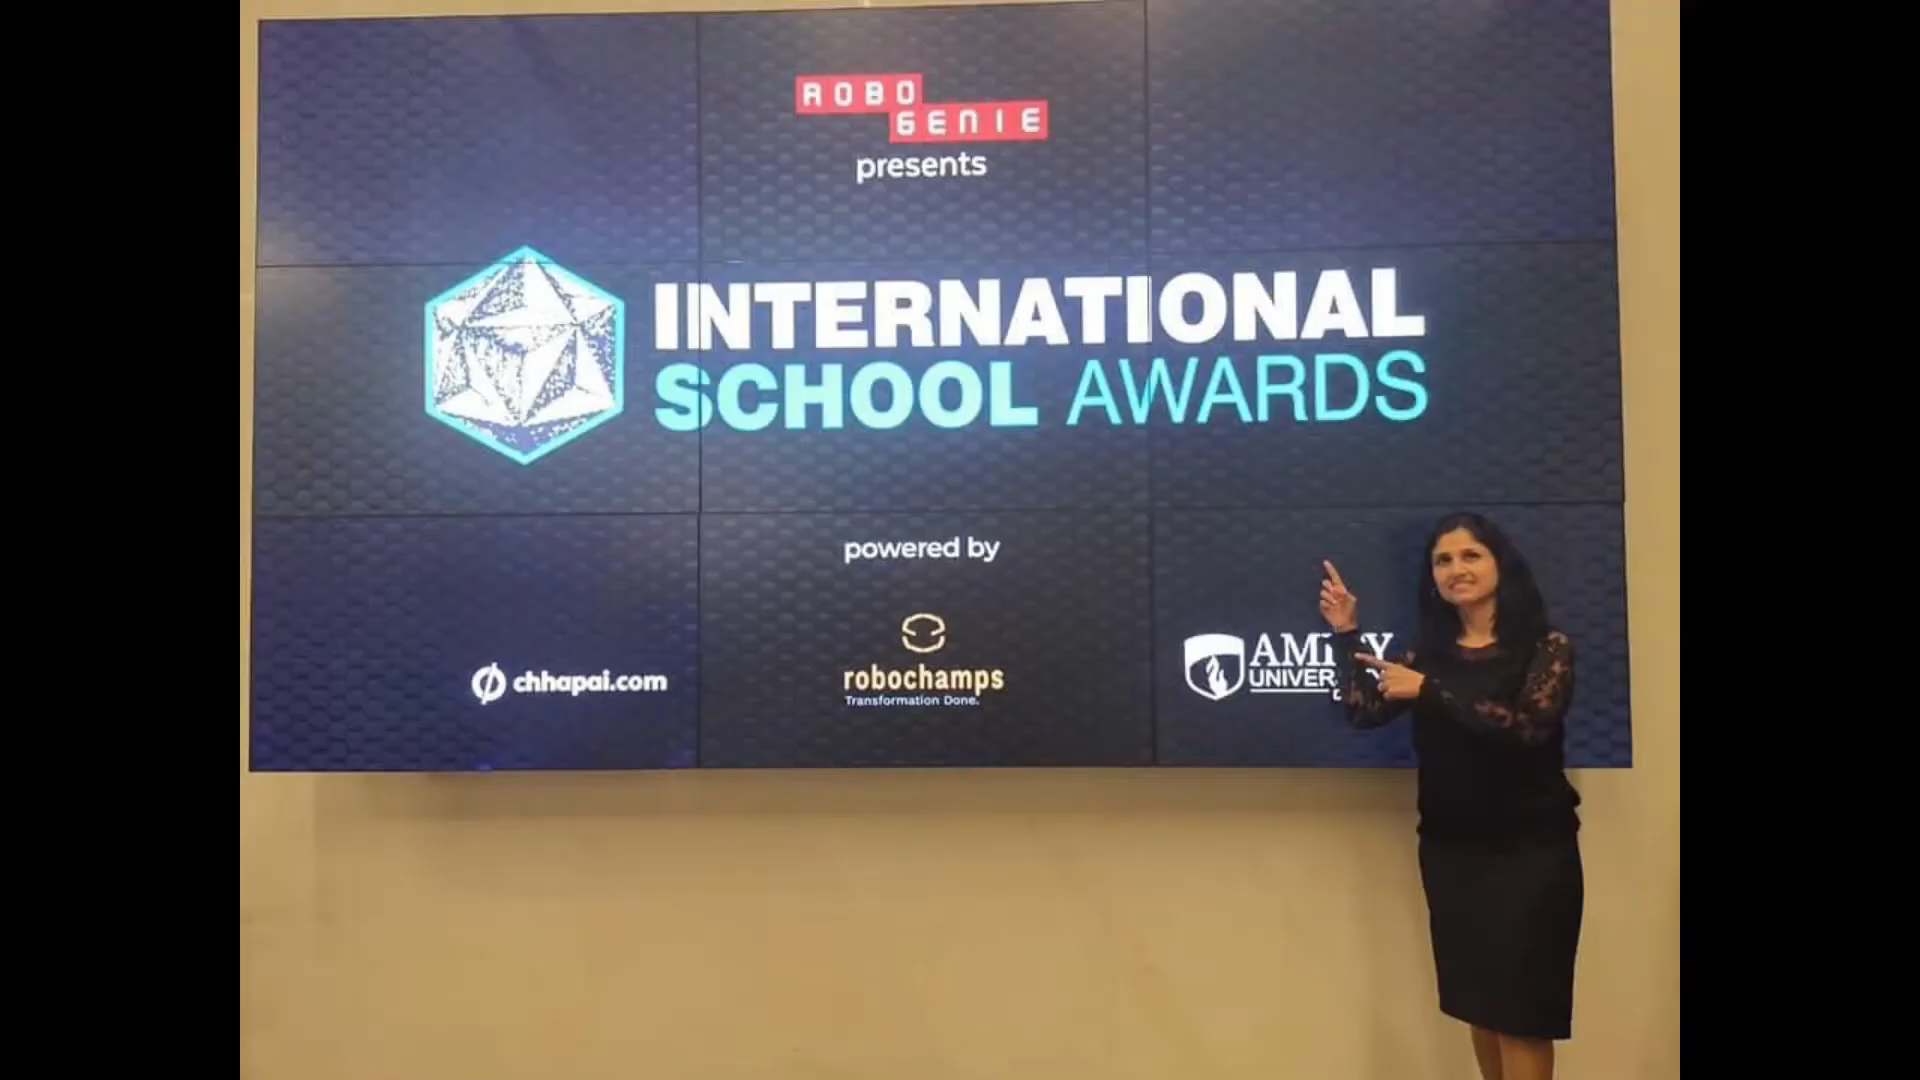 ROBO
GENIE
presents
INTERNATIONAL
SCHOOL AWARDS
powered by
chhapai.com
robochamps
Transformation Done.